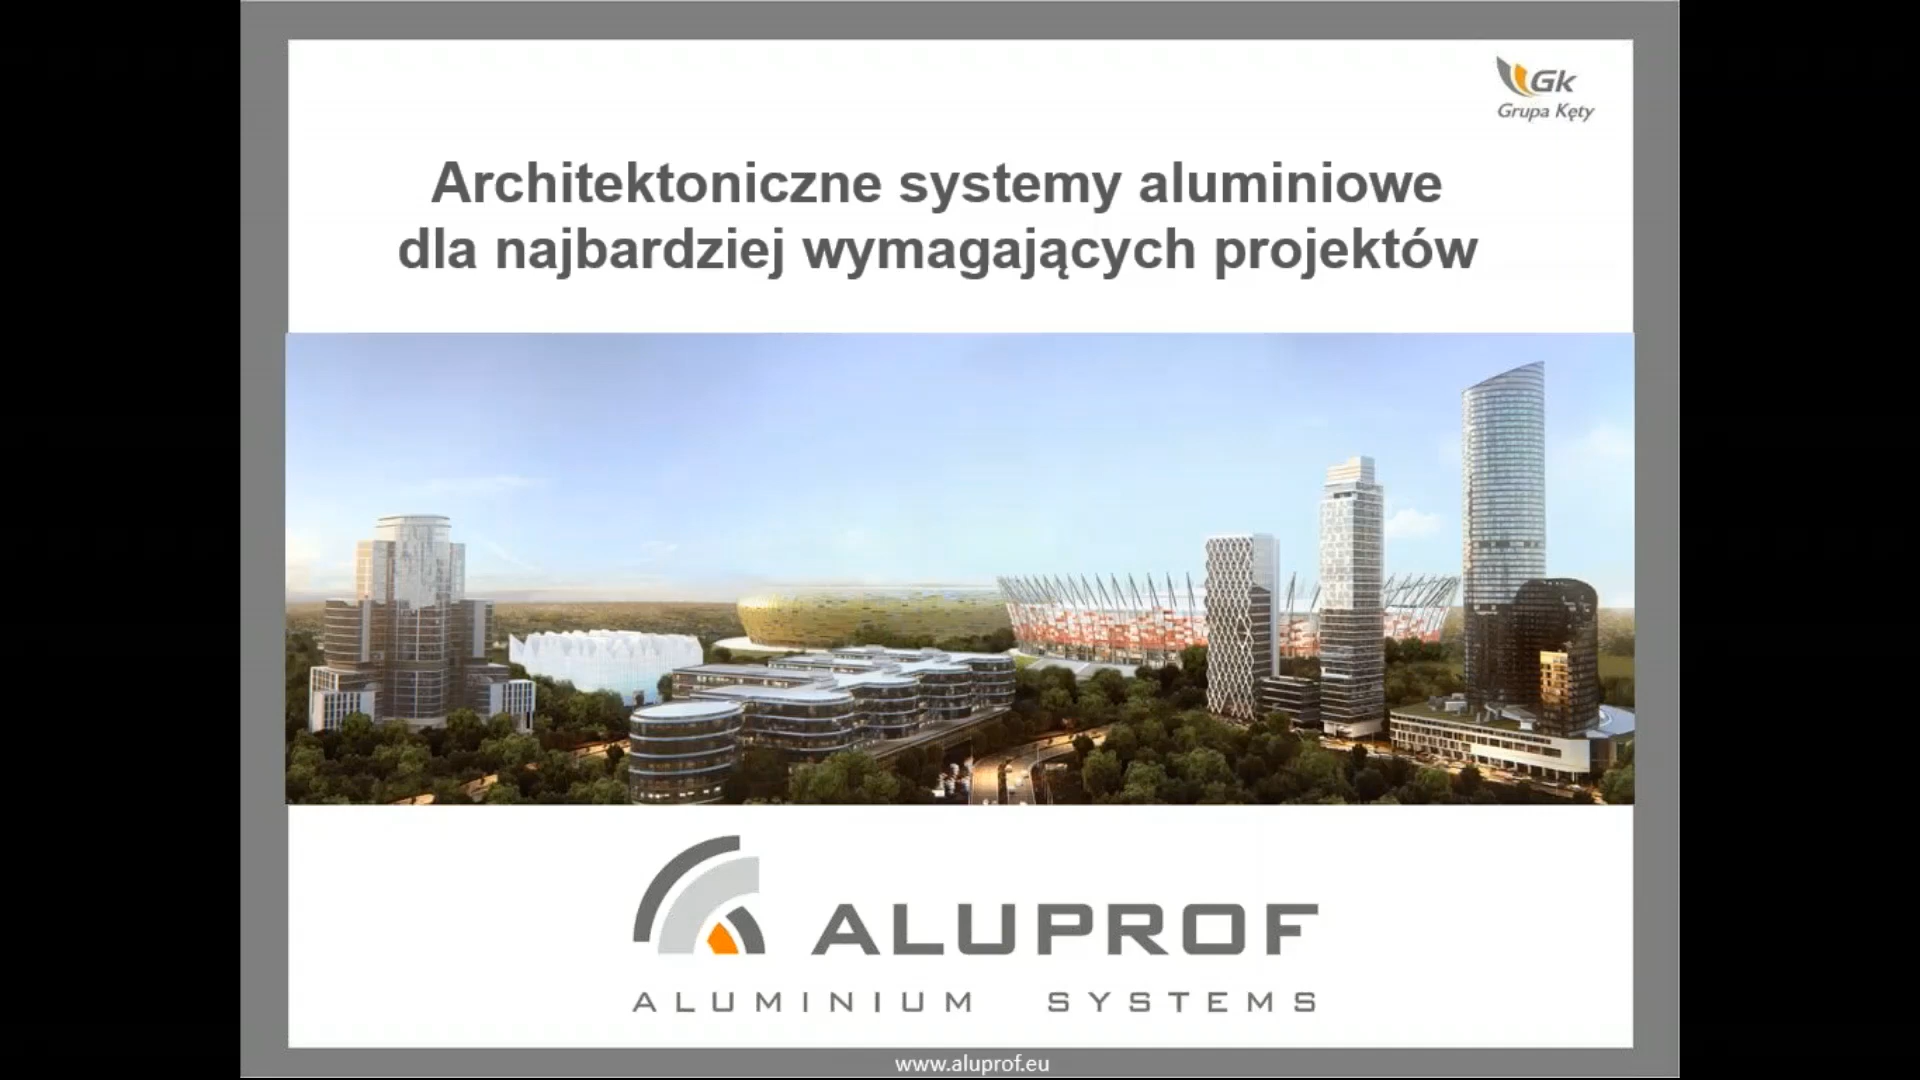 Gk
Grupa Kęty
Architektoniczne systemy aluminiowe
dla najbardziej wymagających projektów
ALUPROF
ALUMINIUM SYSTEMS
www.aluprof.eu